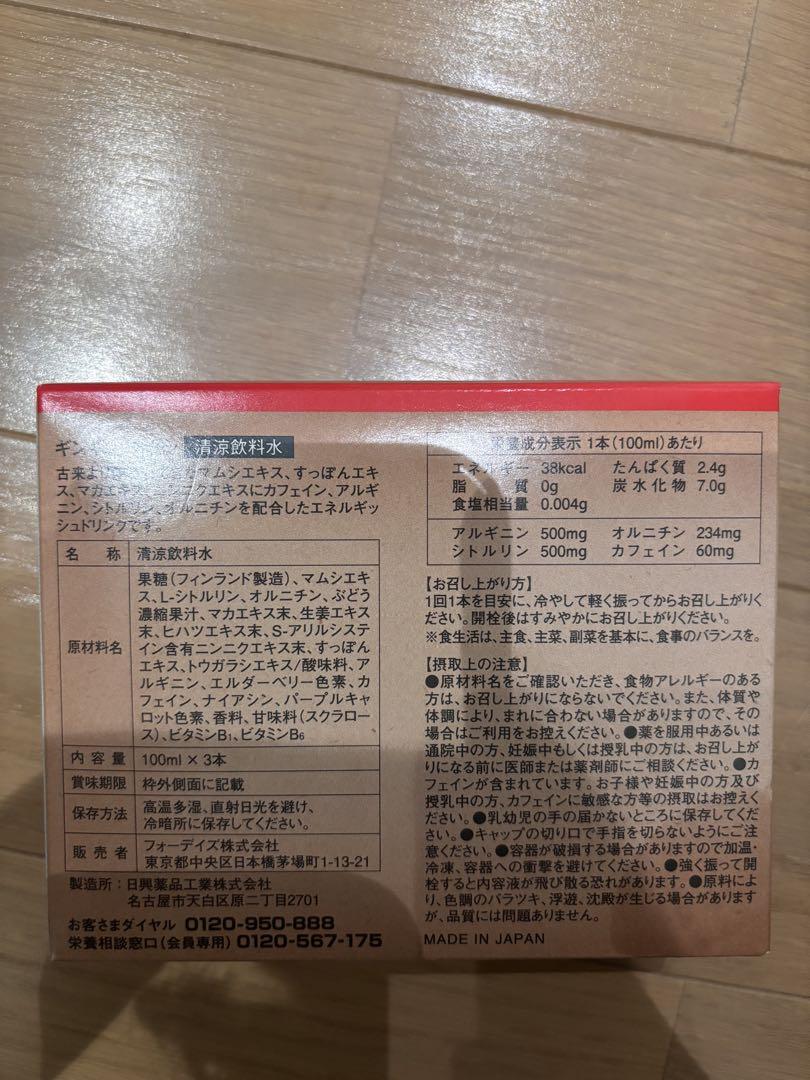 ギン
清涼飲料水
古来よ マムシエキス、すっぽんエキ
ス、マカエキス、 ニクエキスにカフェイン、アルギ
ニン、シトルリン、オルニチンを配合したエネルギッ
シュドリンクです。
名 称 清涼飲料水
原材料名
果糖(フィンランド製造)、マムシエキ
ス、L-シトルリン、オルニチン、ぶどう
濃縮果汁、マカエキス末、生姜エキス
末、ヒハツエキス末、S-アリルシステ
イン含有ニンニクエキス末、すっぽん
エキス、トウガラシエキス/酸味料、ア
ルギニン、エルダーベリー色素、カ
フェイン、ナイアシン、パープルキャ
ロット色素、香料、甘味料(スクラロー
ス)、ビタミンB1、ビタミンB6
内容量 100ml × 3本
賞味期限 枠外側面に記載
保存方法
高温多湿、直射日光を避け、
冷暗所に保存してください。
販売者
フォーデイズ株式会社
東京都中央区日本橋茅場町1-13-21
製造所:日興薬品工業株式会社
名古屋市天白区原二丁目2701
お客さまダイヤル 0120-950-888
栄養相談窓口(会員専用) 0120-567-175
養成分表示 1本(100ml)あたり
エネルギー 38kcal たんぱく質 2.4g
脂 質 0g 炭水化物 7.0g
食塩相当量 0.004g
アルギニン 500mg オルニチン 234mg
シトルリン 500mg カフェイン 60mg
【お召し上がり方】
1回1本を目安に、冷やして軽く振ってからお召し上がりく
ださい。開栓後はすみやかにお召し上がりください。
※食生活は、主食、主菜、副菜を基本に、食事のバランスを。
【摂取上の注意】
●原材料名をご確認いただき、食物アレルギーのある
方は、お召し上がりにならないでください。また、体質や
体調により、まれに合わない場合がありますので、その
場合はご利用をお控えください。●薬を服用中あるいは
通院中の方、妊娠中もしくは授乳中の方は、お召し上が
りになる前に医師または薬剤師にご相談ください。●カ
フェインが含まれています。お子様や妊娠中の方及び
授乳中の方、カフェインに敏感な方等の摂取はお控えく
ださい。●乳幼児の手の届かないところに保存してくだ
さい。●キャップの切り口で手指を切らないようにご注
意ください。●容器が破損する場合がありますので加温・
冷凍、容器への衝撃を避けてください。●強く振って開
栓すると内容液が飛び散る恐れがあります。●原料によ
り、色調のバラツキ、浮遊、沈殿が生じる場合があります
が、品質には問題ありません。
MADE IN JAPAN